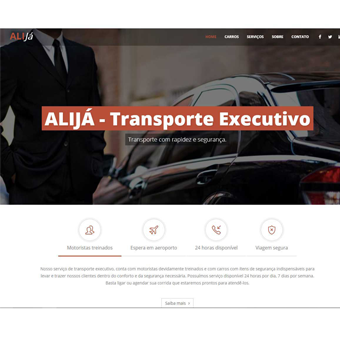 ALIJá
HOME CARROS SERVIÇOS SOBRE CONTATO
ALIJÁ - Transporte Executivo
Transporte com rapidez e segurança.
Motoristas treinados Espera em aeroporto 24 horas disponível Viagem segura
Nosso serviço de transporte executivo, conta com motoristas devidamente treinados e com carros com itens de segurança indispensáveis para
levar e trazer nossos clientes dentro do conforto e da segurança necessária. Possuímos serviço disponível 24 horas por dia, 7 dias por semana.
Basta ligar ou agendar sua corrida que estaremos prontos para atendê-los.
Saiba mais